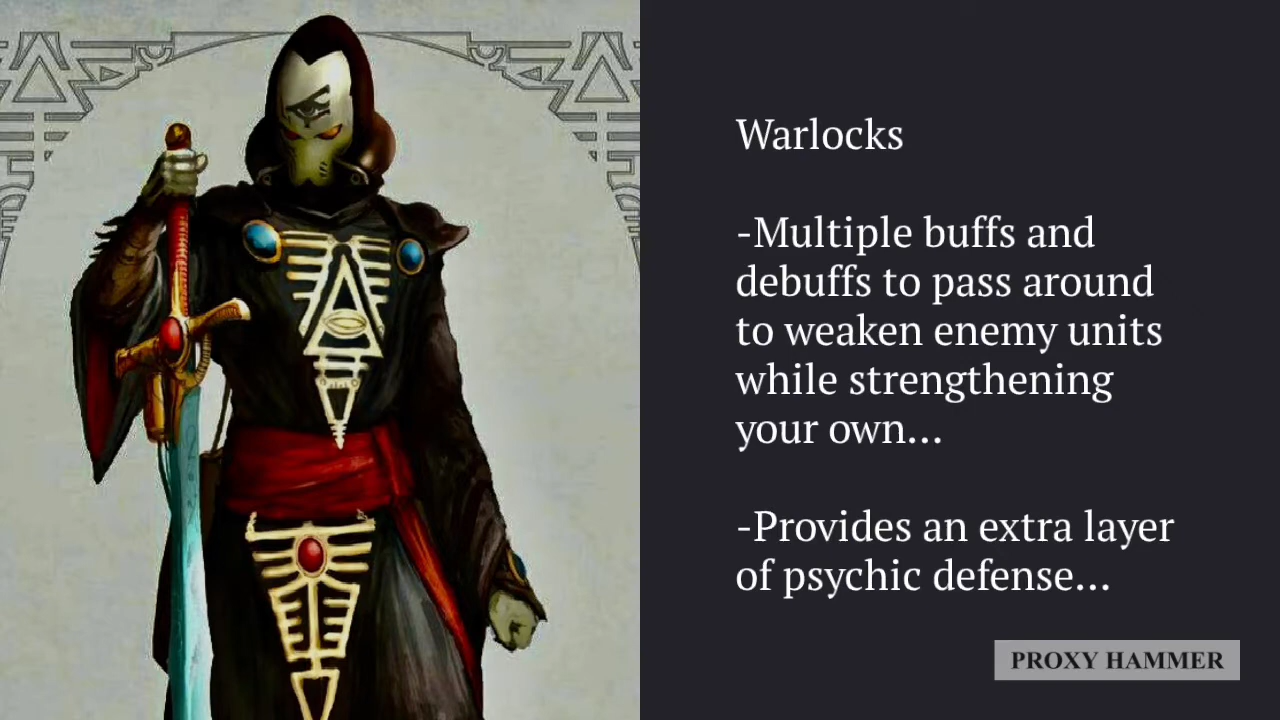 Warlocks
-Multiple buffs and
debuffs to pass around
to weaken enemy units
while strengthening
your own...
-Provides an extra layer
of psychic defense...
PROXY HAMMER